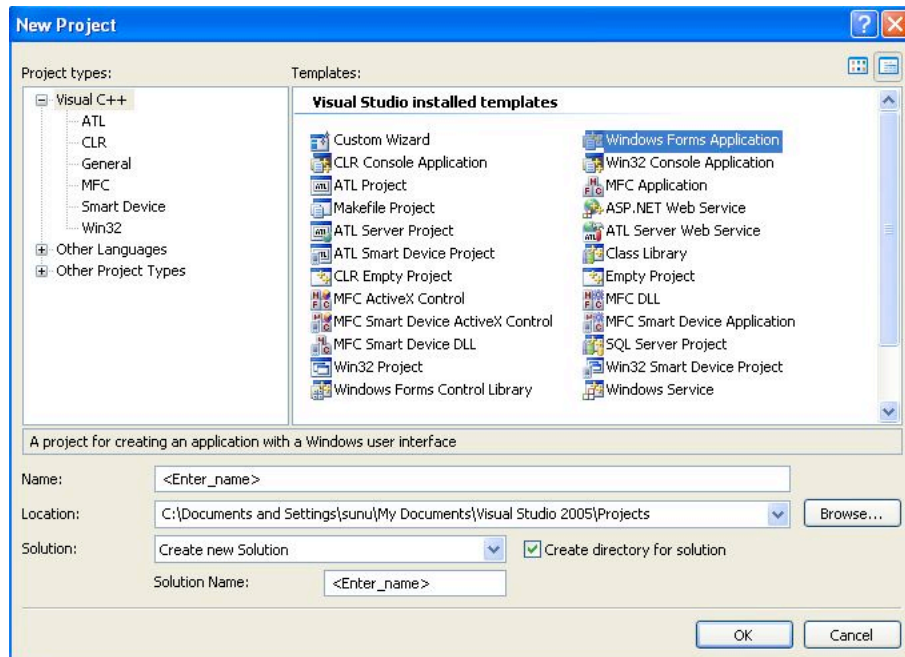 New Project
Project types:
Templates:
Visual C++
ATL
CLR
General
MFC
Smart Device
Win32
Other Languages
Other Project Types
Visual Studio installed templates
Custom Wizard
Windows Forms Application
CLR Console Application
Win32 Console Application
ATL Project
MFC Application
Makefile Project
ASP.NET Web Service
ATL Server Project
ATL Server Web Service
ATL Smart Device Project
Class Library
CLR Empty Project
Empty Project
MFC ActiveX Control
MFC DLL
MFC Smart Device ActiveX Control
MFC Smart Device Application
MFC Smart Device DLL
SQL Server Project
Win32 Project
Win32 Smart Device Project
Windows Forms Control Library
Windows Service
A project for creating an application with a Windows user interface
Name:
<Enter_name>
Location:
C:\Documents and Settings\sunu\My Documents\Visual Studio 2005\Projects
Browse...
Solution:
Create new Solution
Create directory for solution
Solution Name:
<Enter_name>
OK
Cancel